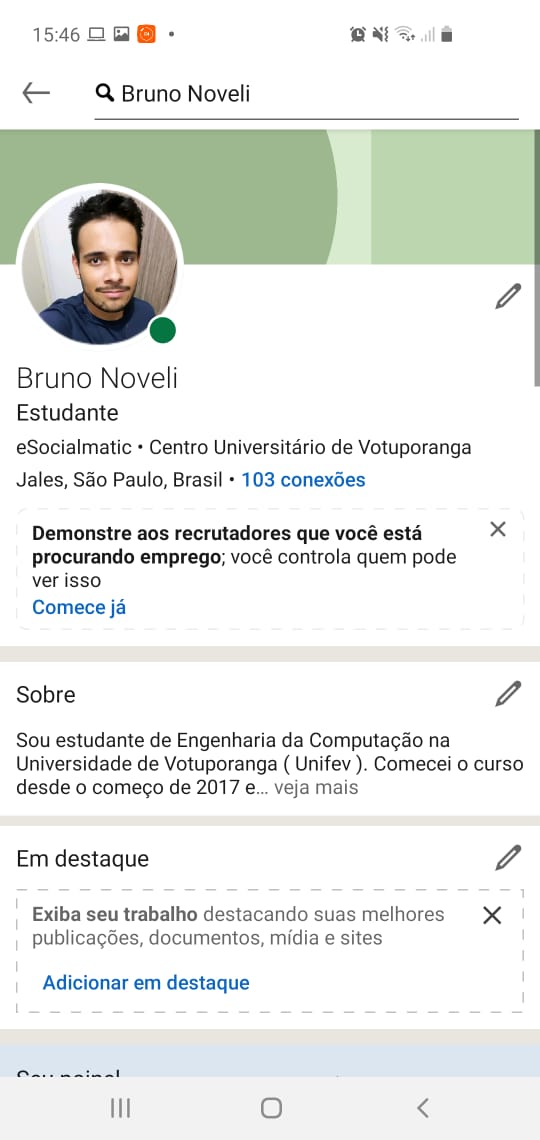 15:46
Bruno Noveli
Bruno Noveli
Estudante
eSocialmatic • Centro Universitário de Votuporanga
Jales, São Paulo, Brasil • 103 conexões
Demonstre aos recrutadores que você está
procurando emprego; você controla quem pode
ver isso
Comece já
Sobre
Sou estudante de Engenharia da Computação na
Universidade de Votuporanga ( Unifev ). Comecei o curso
desde o começo de 2017 e... veja mais
Em destaque
Exiba seu trabalho destacando suas melhores
publicações, documentos, mídia e sites
Adicionar em destaque